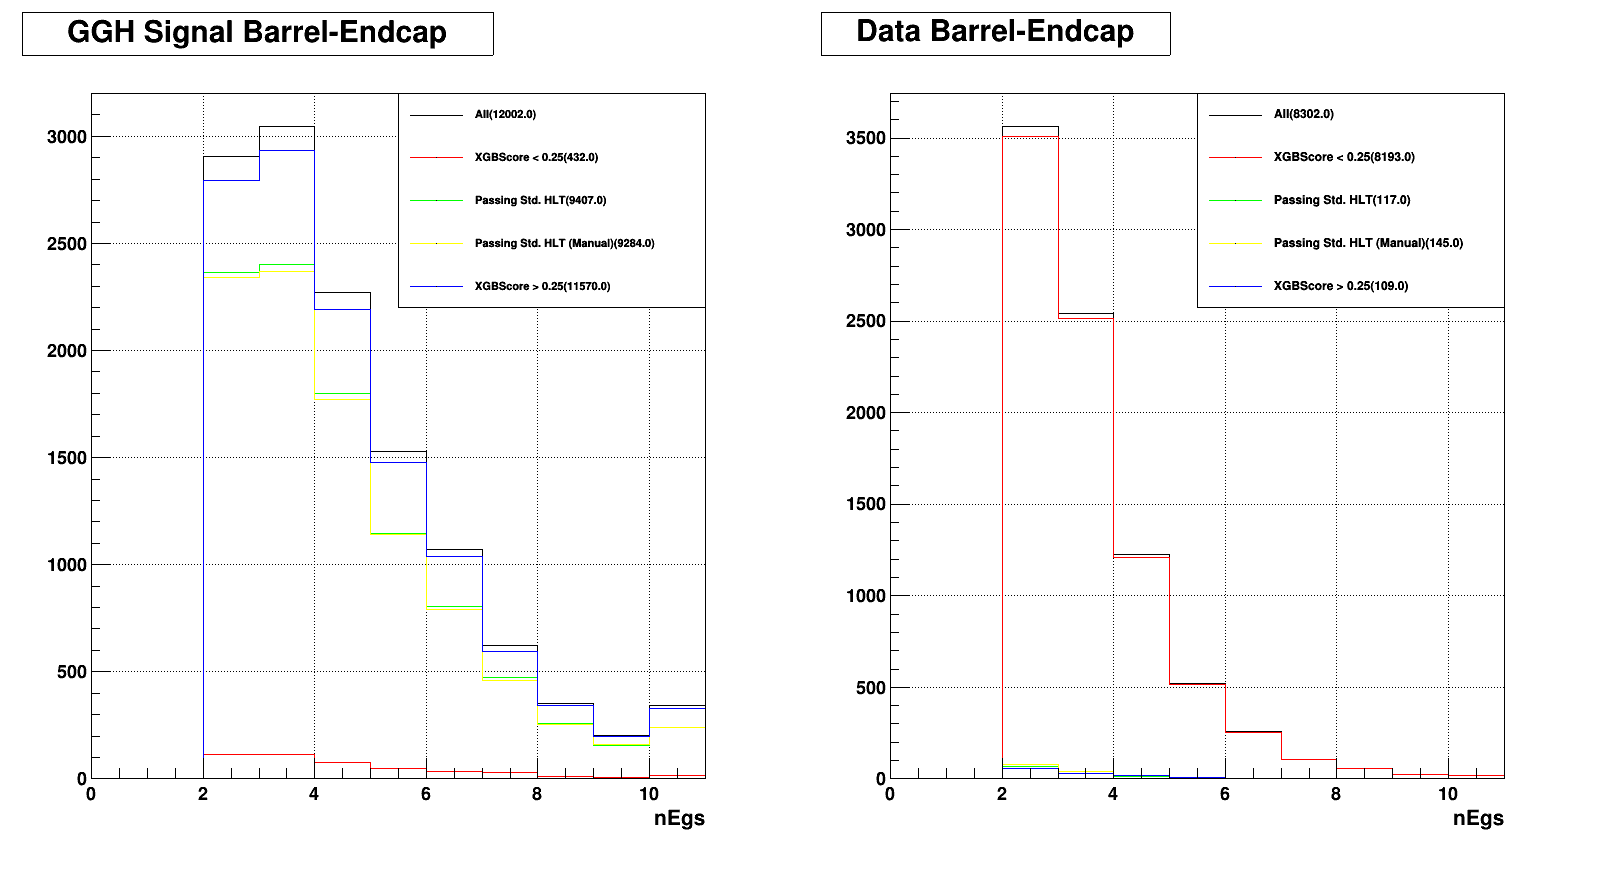 GGH Signal Barrel-Endcap
All(12002.0)
XGBScore < 0.25(432.0)
Passing Std. HLT(9407.0)
Passing Std. HLT (Manual)(9284.0)
XGBScore > 0.25(11570.0)
3000
2500
2000
1500
1000
500
0
0 2 4 6 8 10
nEgs
Data Barrel-Endcap
All(8302.0)
XGBScore < 0.25(8193.0)
Passing Std. HLT(117.0)
Passing Std. HLT (Manual)(145.0)
XGBScore > 0.25(109.0)
3500
3000
2500
2000
1500
1000
500
0
0 2 4 6 8 10
nEgs